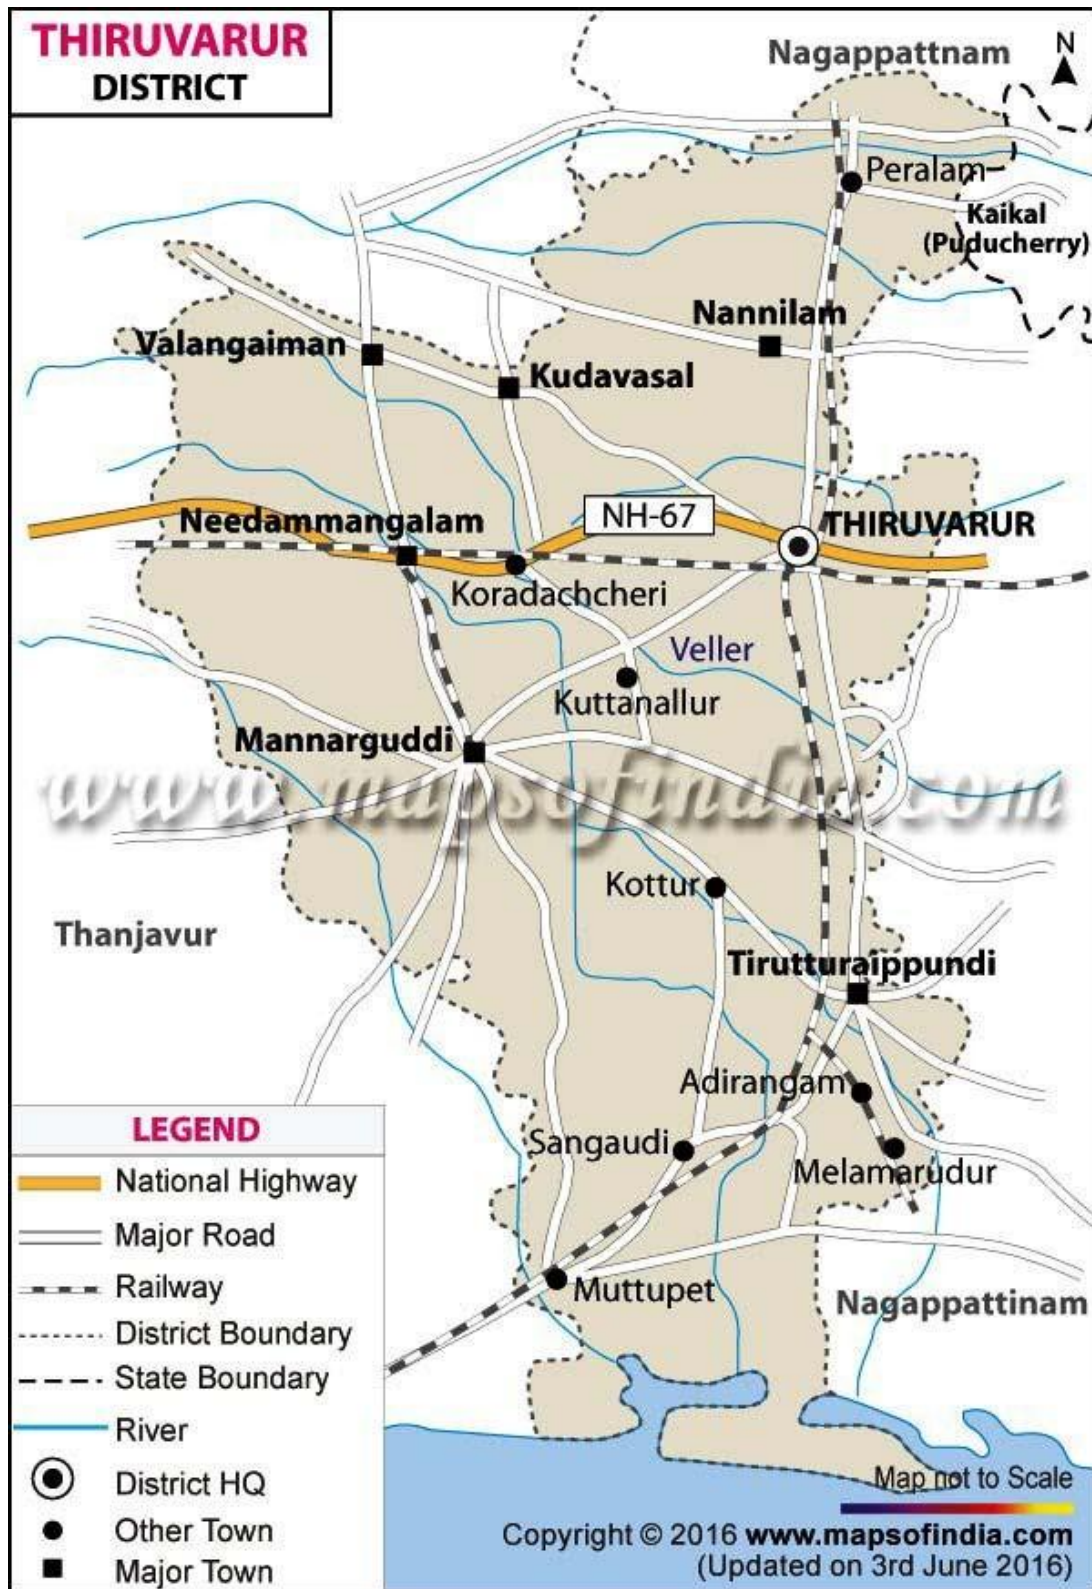 THIRUVARUR
DISTRICT
Nagappattnam
N
Peralam
Kaikal
(Puducherry)
Nannilam
Valangaiman
Kudavasal
Needammangalam
NH-67
THIRUVARUR
Koradachcheri
Veller
Kuttanallur
Mannarguddi
www.mapsofindia.com
Kottur
Thanjavur
Tirutturaippundi
Adirangam
Sangaudi
Melamarudur
Muttupet
Nagappattinam
LEGEND
National Highway
Major Road
Railway
District Boundary
State Boundary
River
District HQ
Other Town
Major Town
Map not to Scale
Copyright © 2016 www.mapsofindia.com
(Updated on 3rd June 2016)